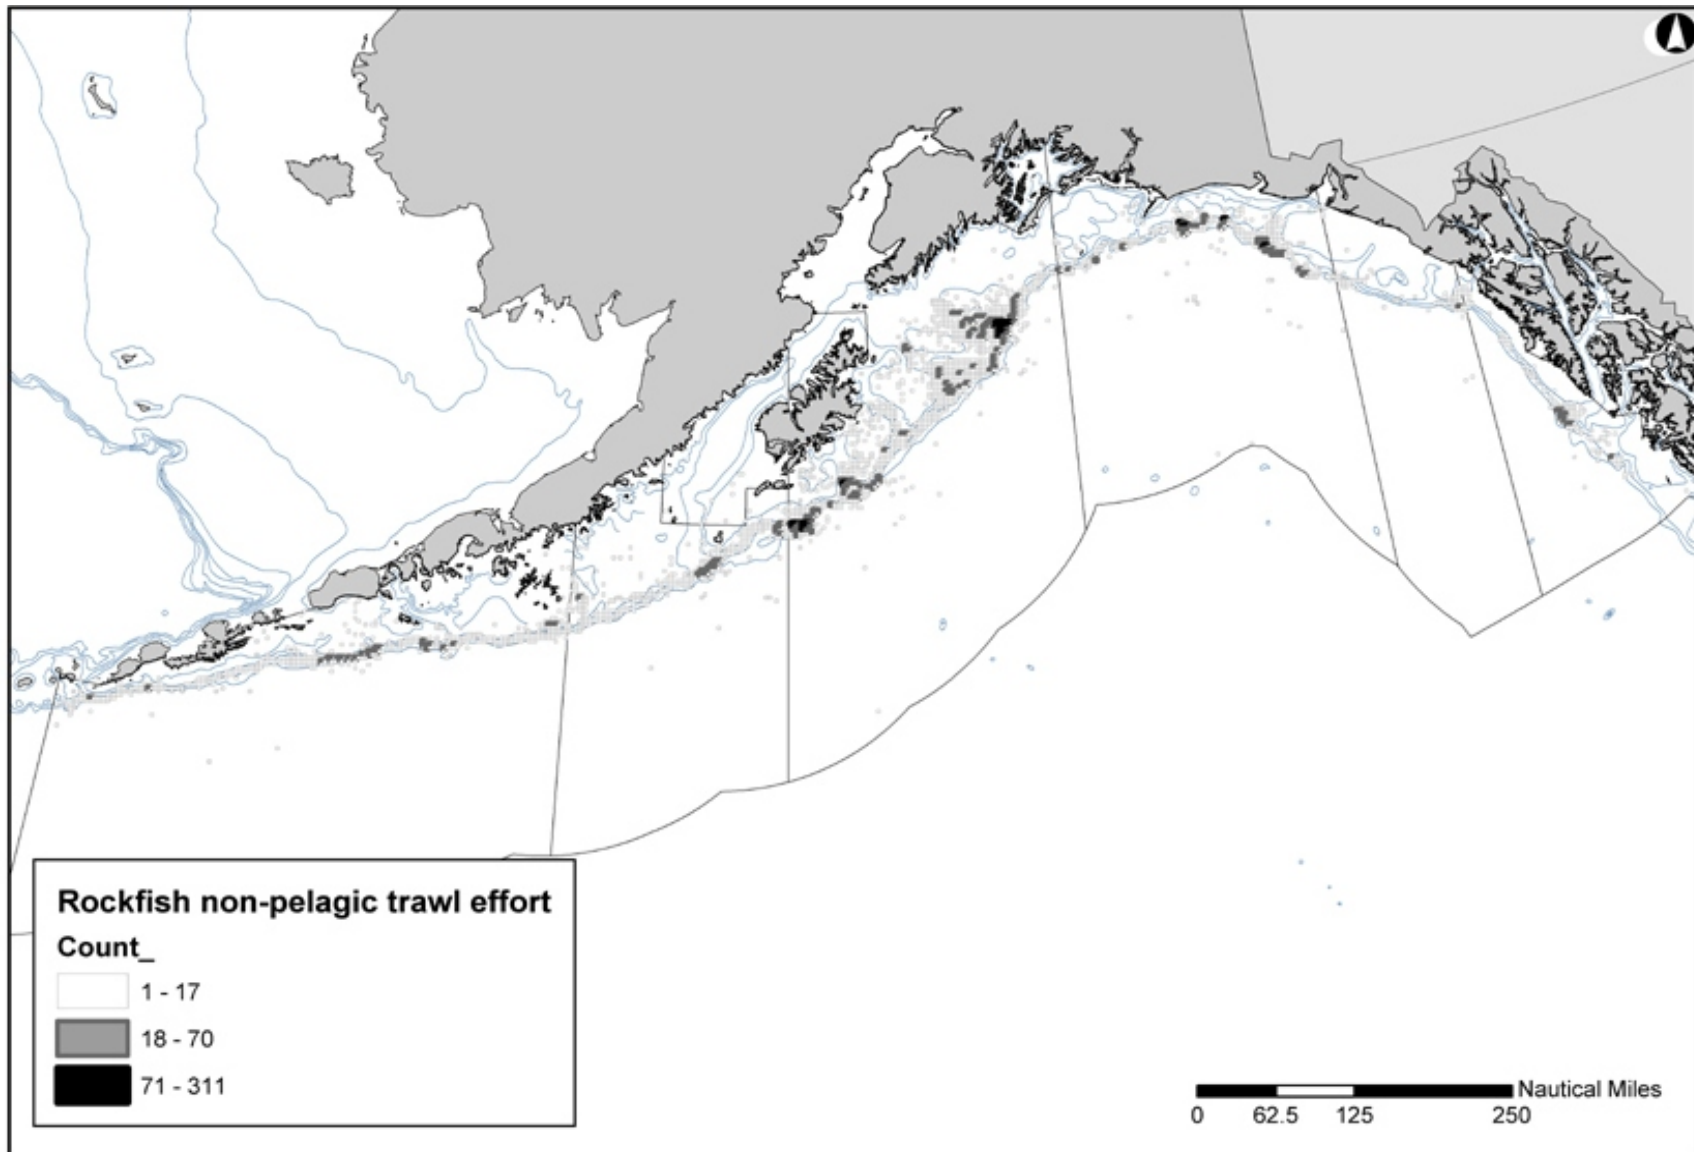 Rockfish non-pelagic trawl effort
Count_
1 - 17
18 - 70
71 - 311
Nautical Miles
0 62.5 125 250